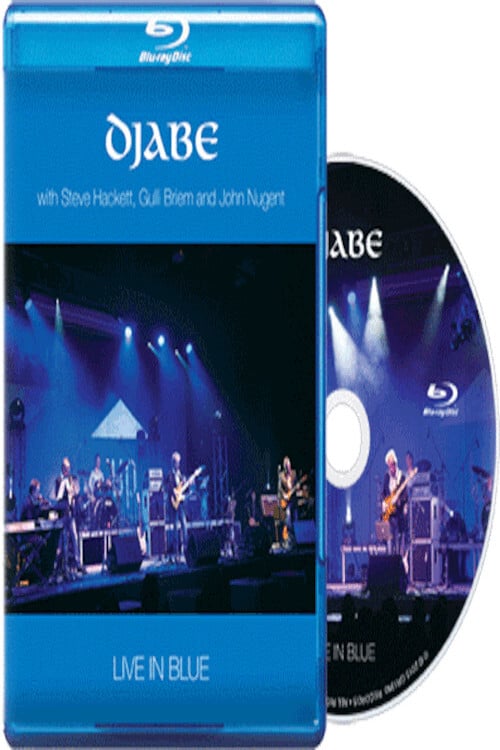 Blu-ray Disc
DJABE
with Steve Hackett, Gulli Briem and John Nugent
LIVE IN BLUE
JABE
Blu-ray Disc
E IN BLUE